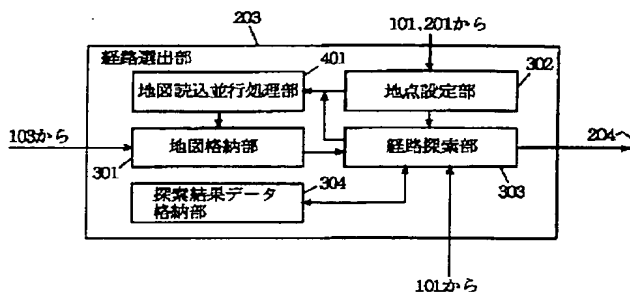 203
101,201から
経路選出部
401
302
地図読込並行処理部
地点設定部
103から
204へ
地図格納部
経路探索部
301
304
303
探索結果データ
格納部
101から